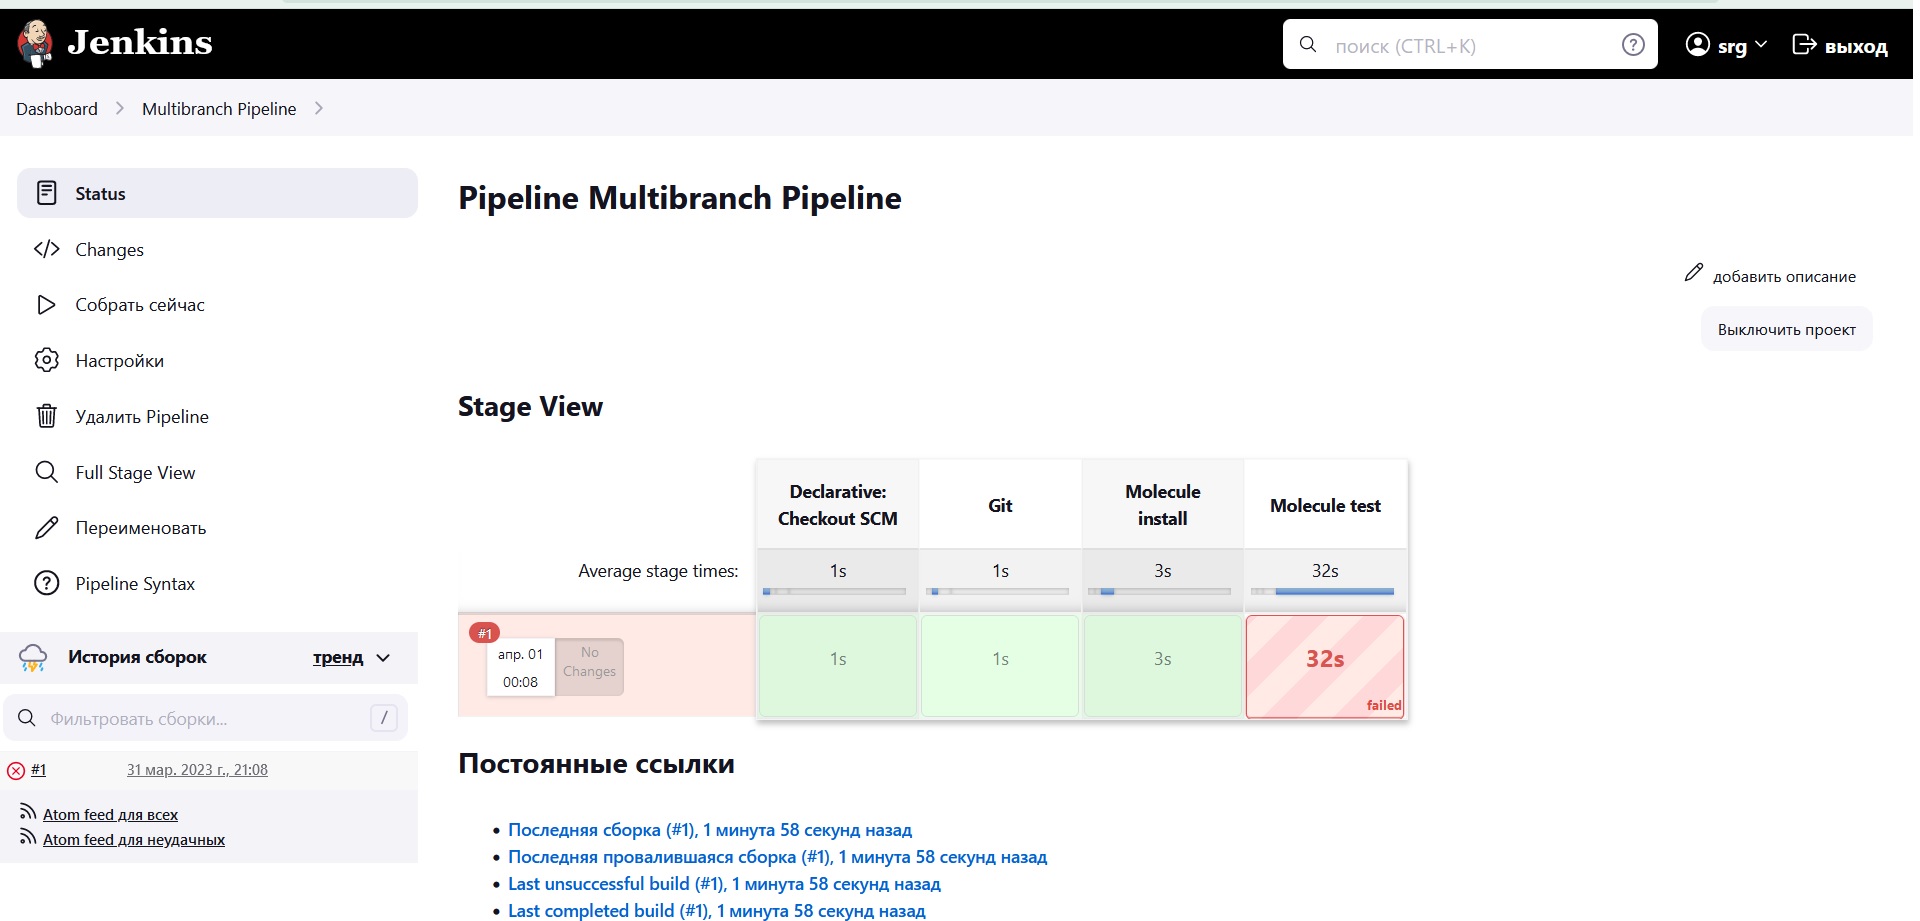 Jenkins
поиск (CTRL+K)
srg
выход
Dashboard
Multibranch Pipeline
Status
Changes
Собрать сейчас
Настройки
Удалить Pipeline
Full Stage View
Переименовать
Pipeline Syntax
История сборок
тренд
Фильтровать сборки...
/
#1
31 мар. 2023 г., 21:08
Atom feed для всех
Atom feed для неудачных
Pipeline Multibranch Pipeline
добавить описание
Выключить проект
Stage View
Declarative:
Checkout SCM
Git
Molecule
install
Molecule test
Average stage times:
1s
1s
3s
32s
#1
апр. 01
00:08
No
Changes
1s
1s
3s
32s
failed
Постоянные ссылки
Последняя сборка (#1), 1 минута 58 секунд назад
Последняя провалившаяся сборка (#1), 1 минута 58 секунд назад
Last unsuccessful build (#1), 1 минута 58 секунд назад
Last completed build (#1), 1 минута 58 секунд назад